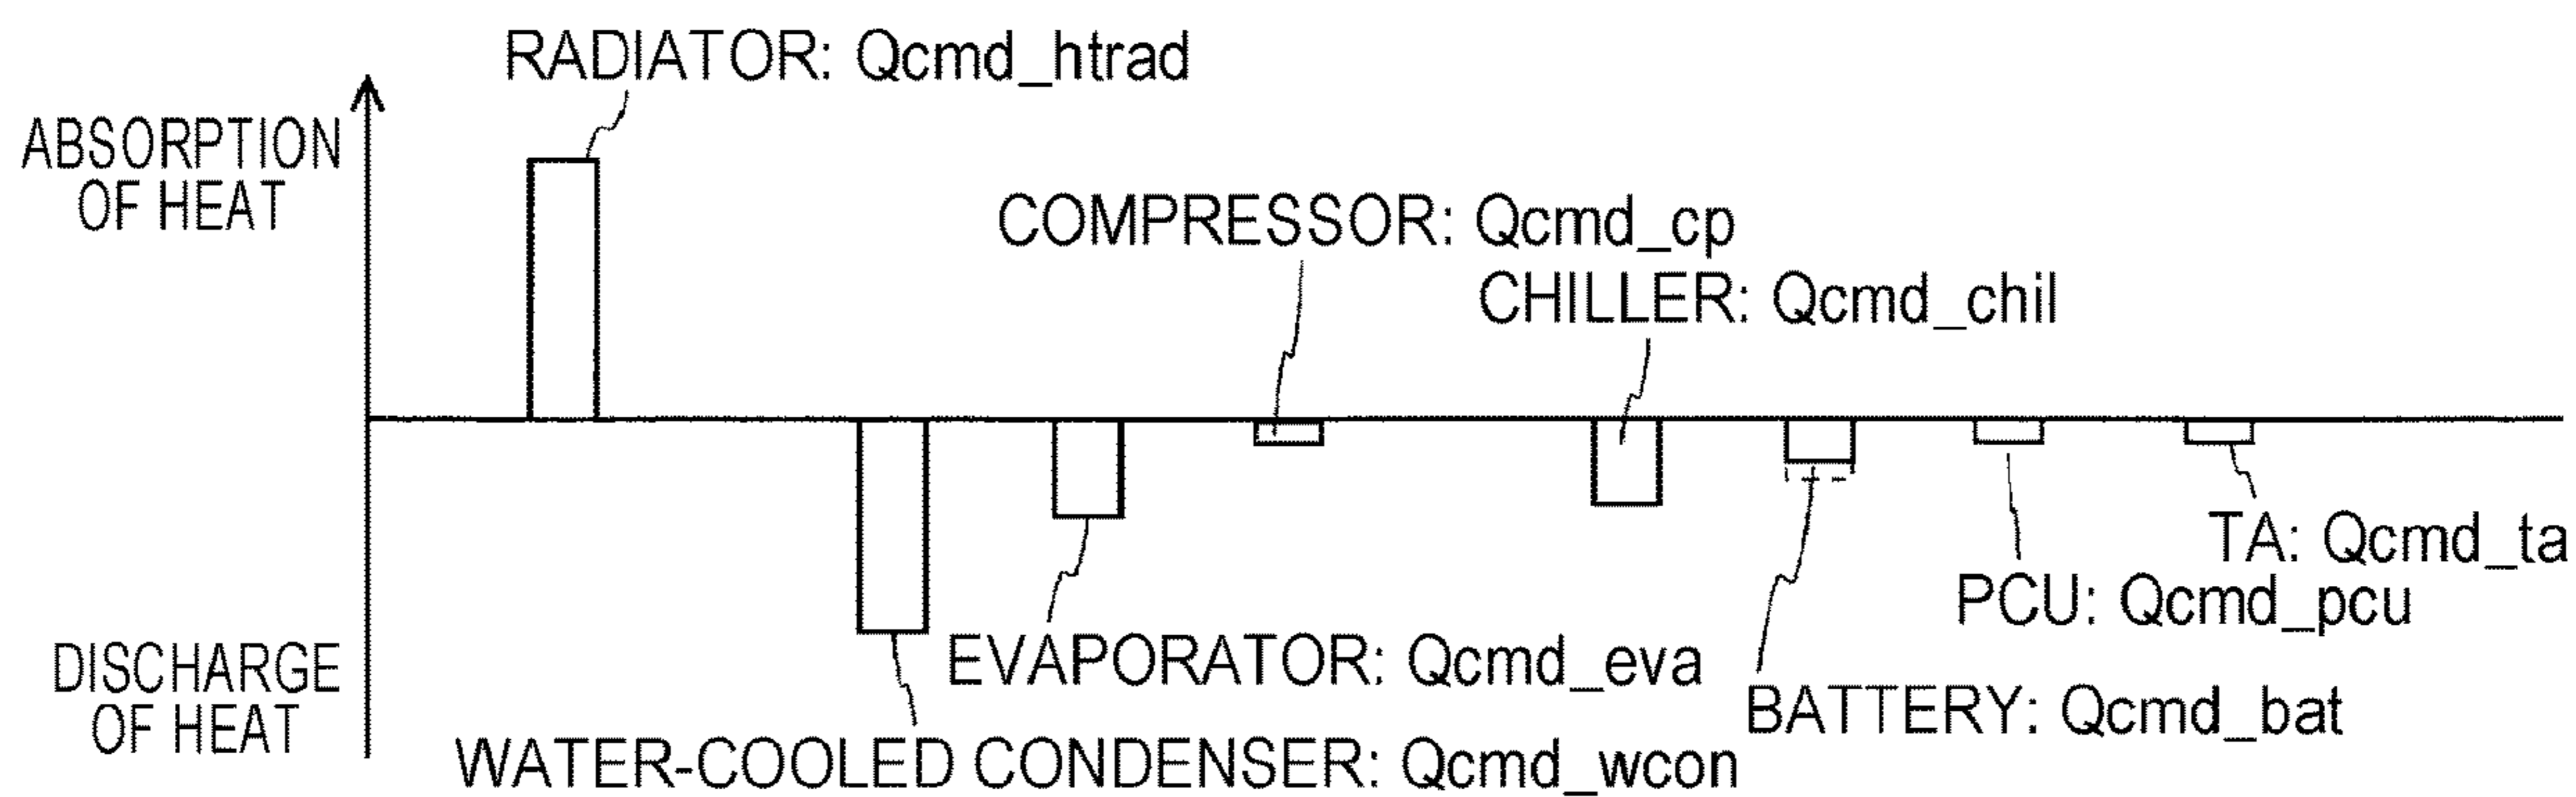 RADIATOR: Qcmd_htrad
ABSORPTION
OF HEAT
COMPRESSOR: Qcmd_cp
CHILLER: Qcmd_chil
TA: Qcmd_ta
PCU: Qcmd_pcu
EVAPORATOR: Qcmd_eva
BATTERY: Qcmd_bat
DISCHARGE
OF HEAT
WATER-COOLED CONDENSER: Qcmd_wcon